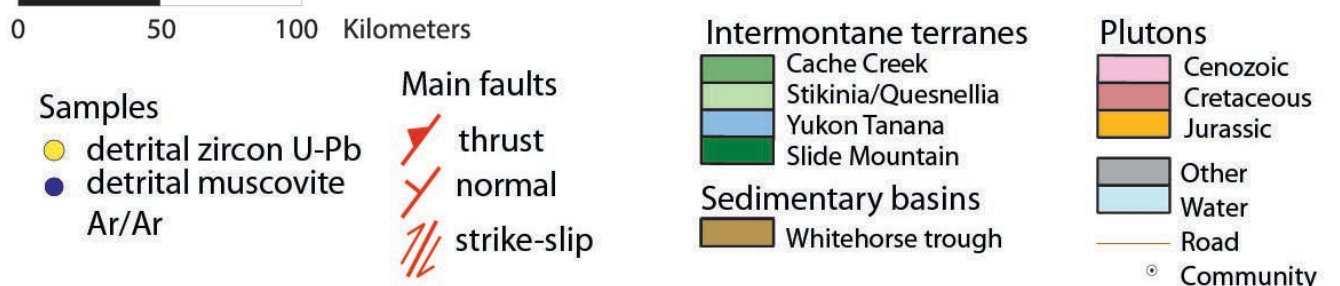 0 50 100 Kilometers
Samples
detrital zircon U-Pb
detrital muscovite
Ar/Ar
Main faults
thrust
normal
strike-slip
Intermontane terranes
Cache Creek
Stikinia/Quesnellia
Yukon Tanana
Slide Mountain
Sedimentary basins
Whitehorse trough
Plutons
Cenozoic
Cretaceous
Jurassic
Other
Water
Road
Community